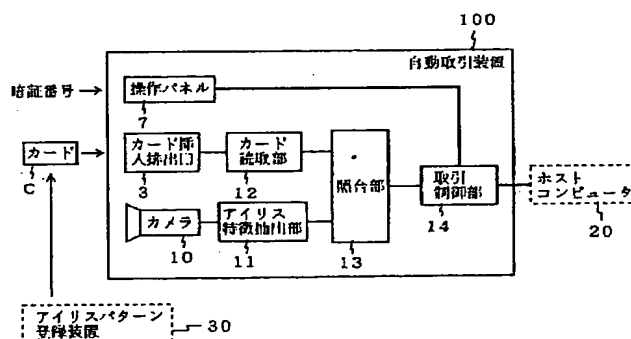 100
自動取引装置
暗証番号
操作パネル
7
カード
C
カード挿
入排出口
3
カード
読取部
12
カメラ
10
アイリス
特徴抽出部
11
照合部
13
取引
制御部
14
ホスト
コンピュータ
20
アイリスパターン
登録装置
30